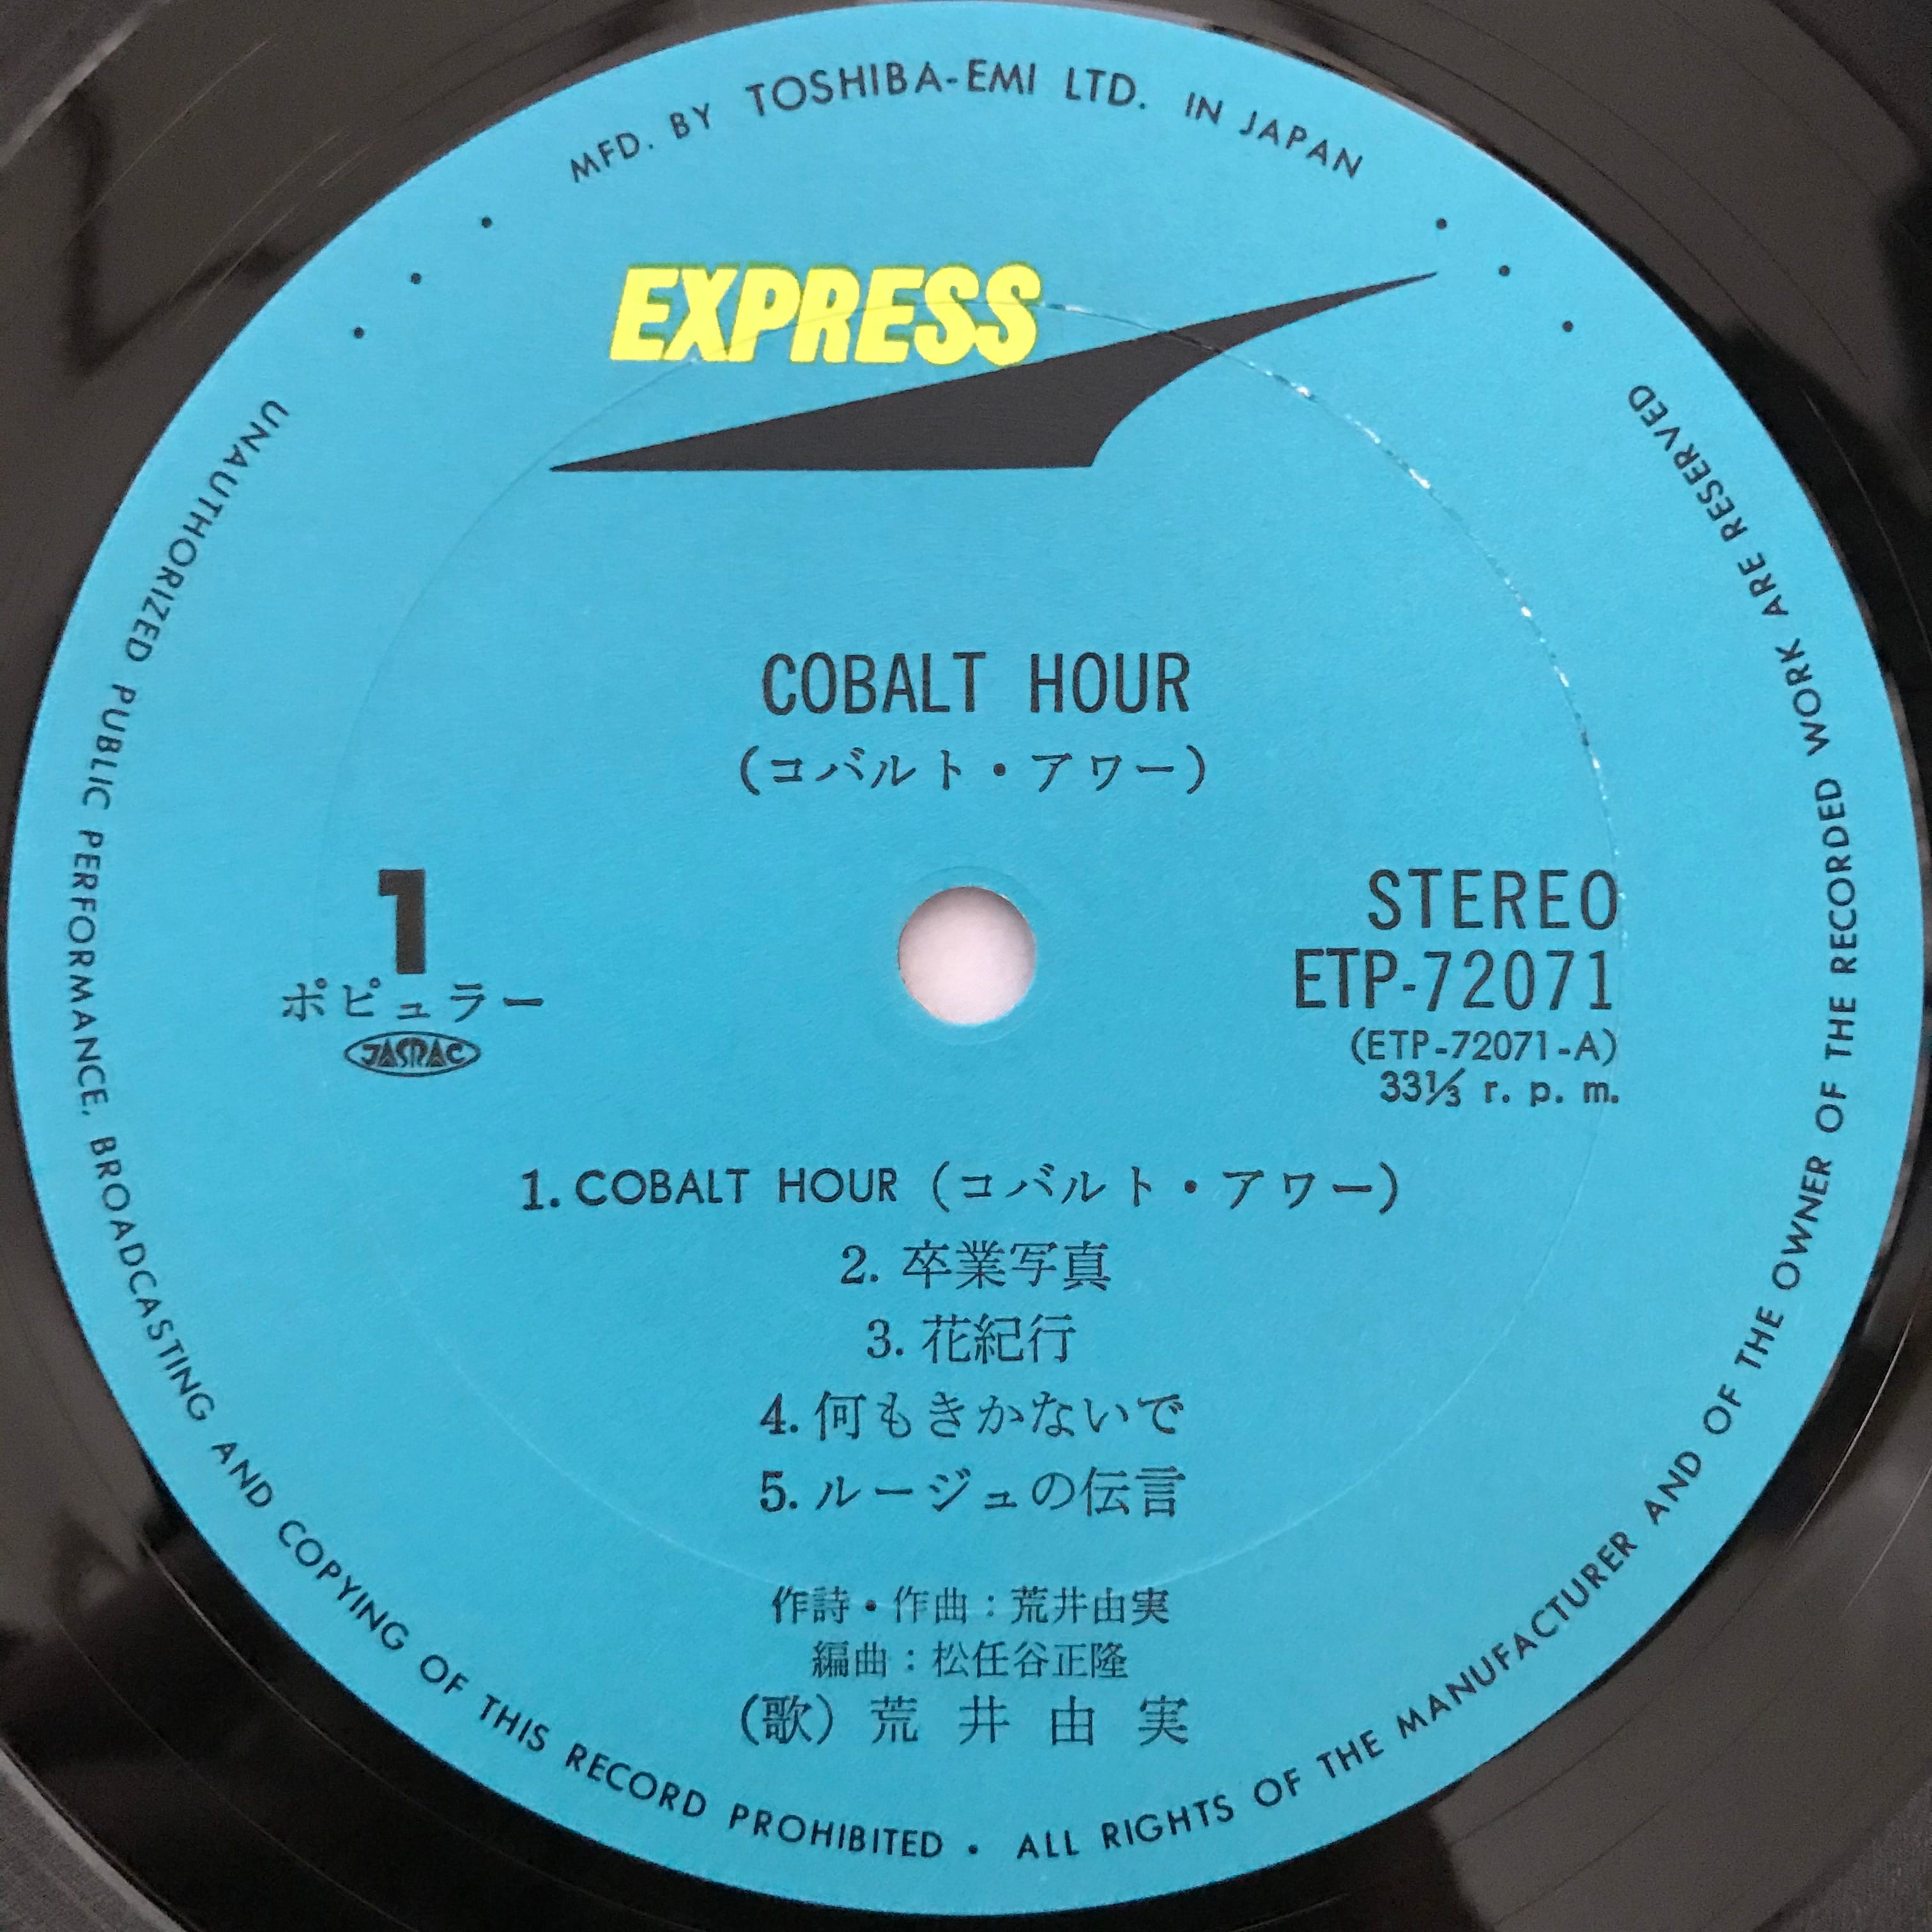 MFD. BY TOSHIBA-EMI LTD. IN JAPAN
EXPRESS
COBALT HOUR
(コバルト・アワー)
1
ポピュラー
JASRAC
STEREO
ETP-72071
(ETP-72071-A)
33⅓ r. p. m.
1. COBALT HOUR (コバルト・アワー)
2. 卒業写真
3. 花紀行
4. 何もきかないで
5. ルージュの伝言
作詩・作曲：荒井由実
編曲：松任谷正隆
(歌) 荒井由実
UNAUTHORIZED PUBLIC PERFORMANCE, BROADCASTING AND COPYING OF THIS RECORD PROHIBITED • ALL RIGHTS OF THE MANUFACTURER AND OF THE OWNER OF THE RECORDED WORK ARE RESERVED